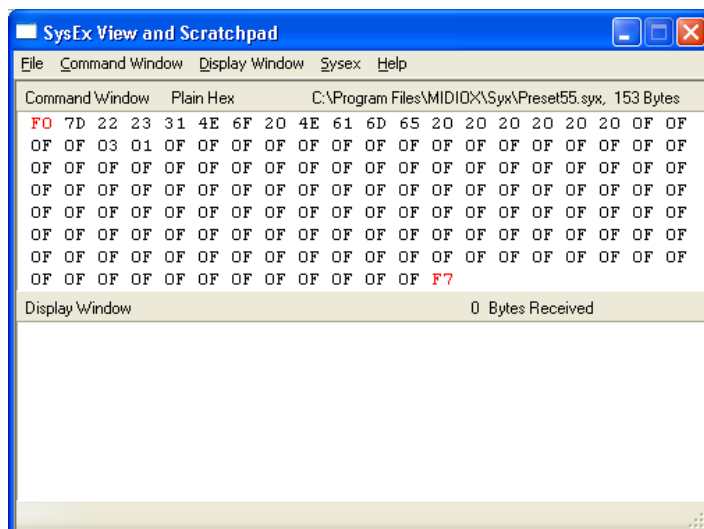 SysEx View and Scratchpad
File Command Window Display Window Sysex Help
Command Window Plain Hex C:\Program Files\MIDIOX\Syx\Preset55.syx, 153 Bytes
F0 7D 22 23 31 4E 6F 20 4E 61 6D 65 20 20 20 20 20 20 0F 0F
0F 0F 03 01 0F 0F 0F 0F 0F 0F 0F 0F 0F 0F 0F 0F 0F 0F 0F 0F
0F 0F 0F 0F 0F 0F 0F 0F 0F 0F 0F 0F 0F 0F 0F 0F 0F 0F 0F 0F
0F 0F 0F 0F 0F 0F 0F 0F 0F 0F 0F 0F 0F 0F 0F 0F 0F 0F 0F 0F
0F 0F 0F 0F 0F 0F 0F 0F 0F 0F 0F 0F 0F 0F 0F 0F 0F 0F 0F 0F
0F 0F 0F 0F 0F 0F 0F 0F 0F 0F 0F 0F 0F 0F 0F 0F 0F 0F 0F 0F
0F 0F 0F 0F 0F 0F 0F 0F 0F 0F 0F 0F 0F 0F 0F 0F 0F 0F 0F 0F
0F 0F 0F 0F 0F 0F 0F 0F 0F 0F 0F 0F F7
Display Window 0 Bytes Received